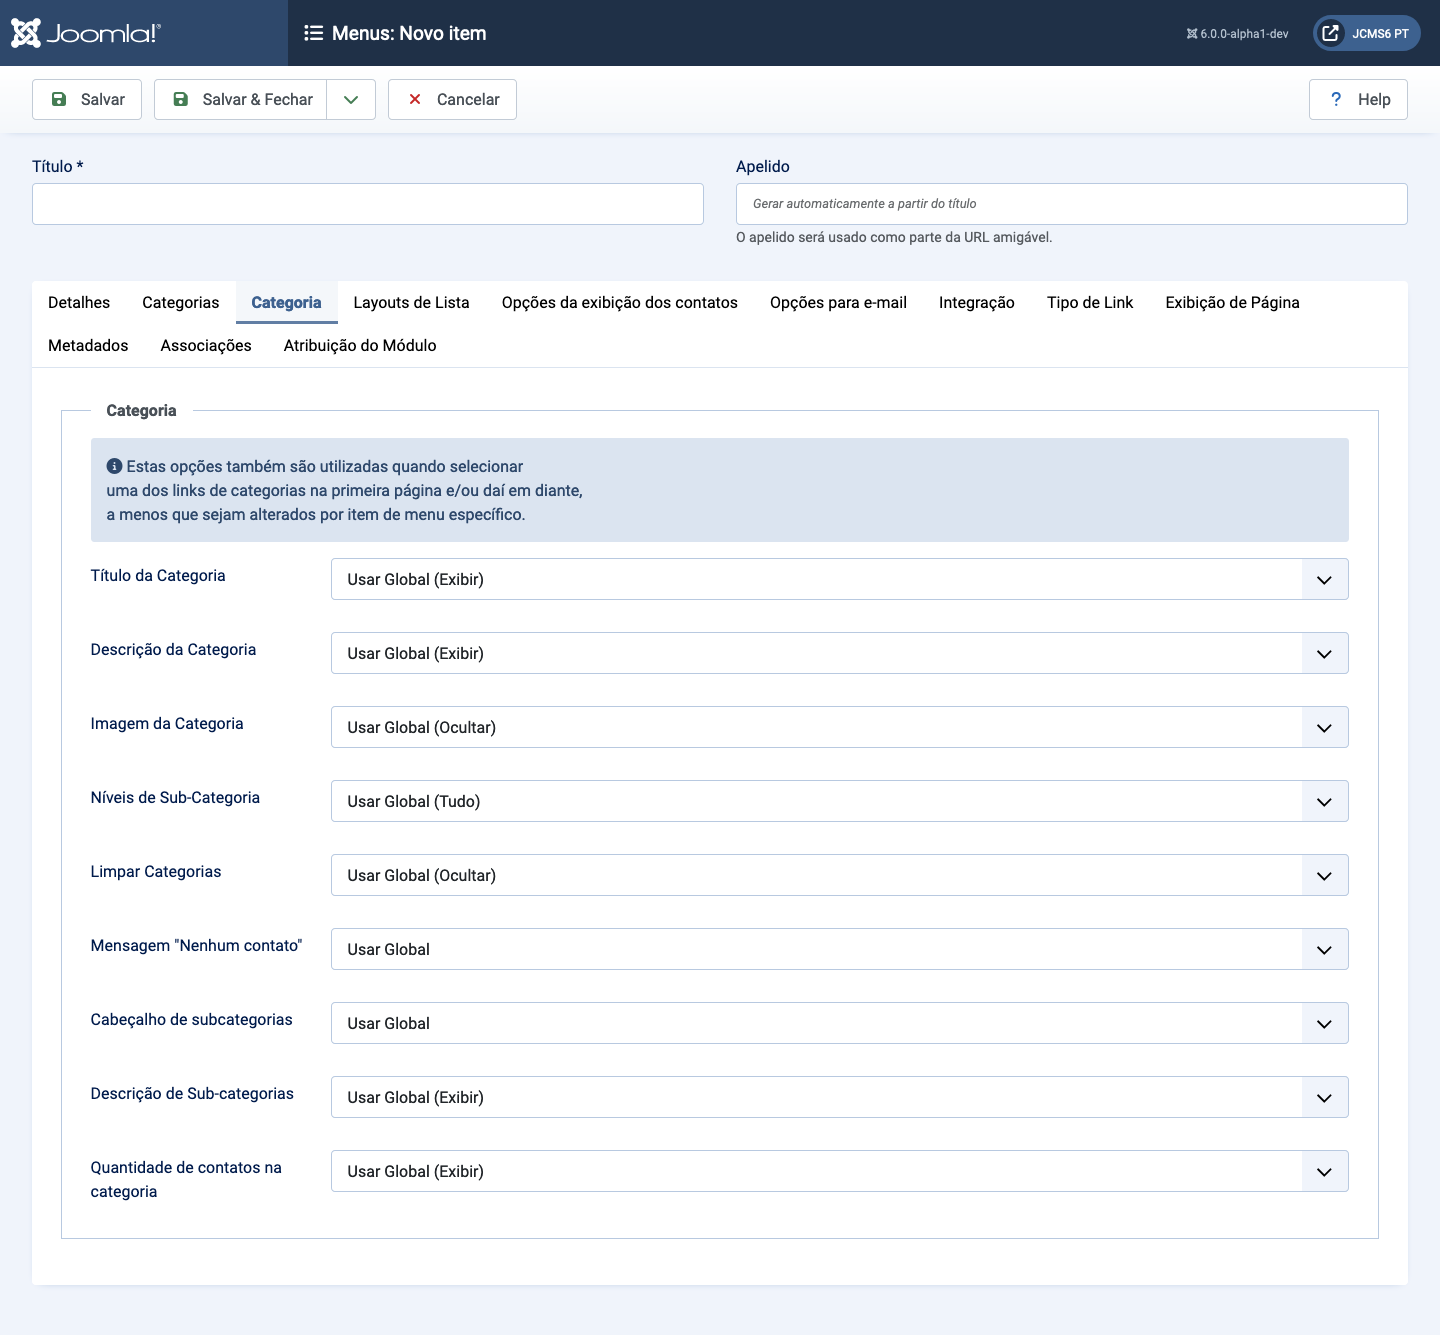 Joomla!®
Menus: Novo item
6.0.0-alpha1-dev
JCMS6 PT
Salvar
Salvar & Fechar
Cancelar
? Help
Título *
Apelido
Gerar automaticamente a partir do título
O apelido será usado como parte da URL amigável.
Detalhes
Categorias
Categoria
Layouts de Lista
Opções da exibição dos contatos
Opções para e-mail
Integração
Tipo de Link
Exibição de Página
Metadados
Associações
Atribuição do Módulo
Categoria
Estas opções também são utilizadas quando selecionar
uma dos links de categorias na primeira página e/ou daí em diante,
a menos que sejam alterados por item de menu específico.
Título da Categoria
Usar Global (Exibir)
Descrição da Categoria
Usar Global (Exibir)
Imagem da Categoria
Usar Global (Ocultar)
Níveis de Sub-Categoria
Usar Global (Tudo)
Limpar Categorias
Usar Global (Ocultar)
Mensagem "Nenhum contato"
Usar Global
Cabeçalho de subcategorias
Usar Global
Descrição de Sub-categorias
Usar Global (Exibir)
Quantidade de contatos na
categoria
Usar Global (Exibir)